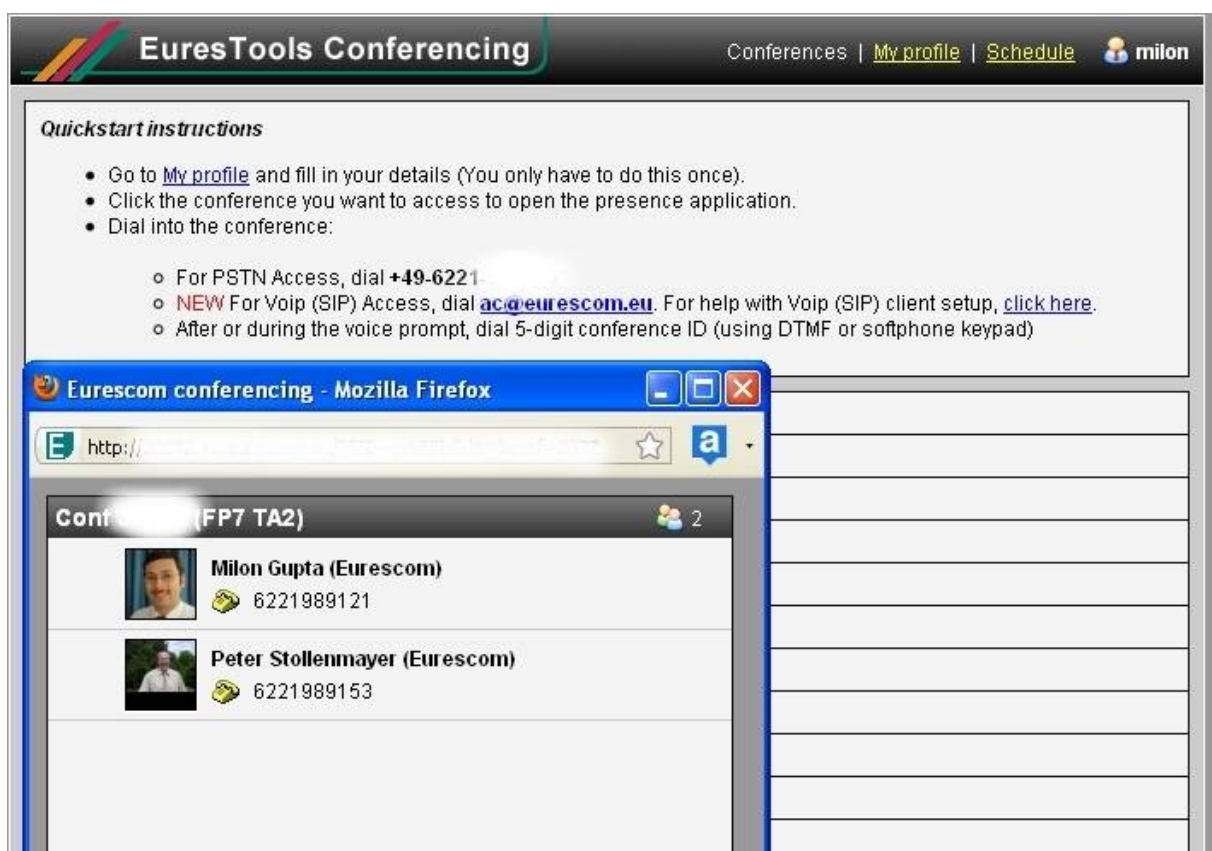 EuresTools Conferencing
Conferences | My profile | Schedule milon
Quickstart instructions
• Go to My profile and fill in your details (You only have to do this once).
• Click the conference you want to access to open the presence application.
• Dial into the conference:
o For PSTN Access, dial +49-6221-
o NEW For Voip (SIP) Access, dial ac@eurescom.eu. For help with Voip (SIP) client setup, click here.
o After or during the voice prompt, dial 5-digit conference ID (using DTMF or softphone keypad)
Eurescom conferencing - Mozilla Firefox
E http:// a
Conf (FP7 TA2) 2
Milon Gupta (Eurescom)
6221989121
Peter Stollenmayer (Eurescom)
6221989153